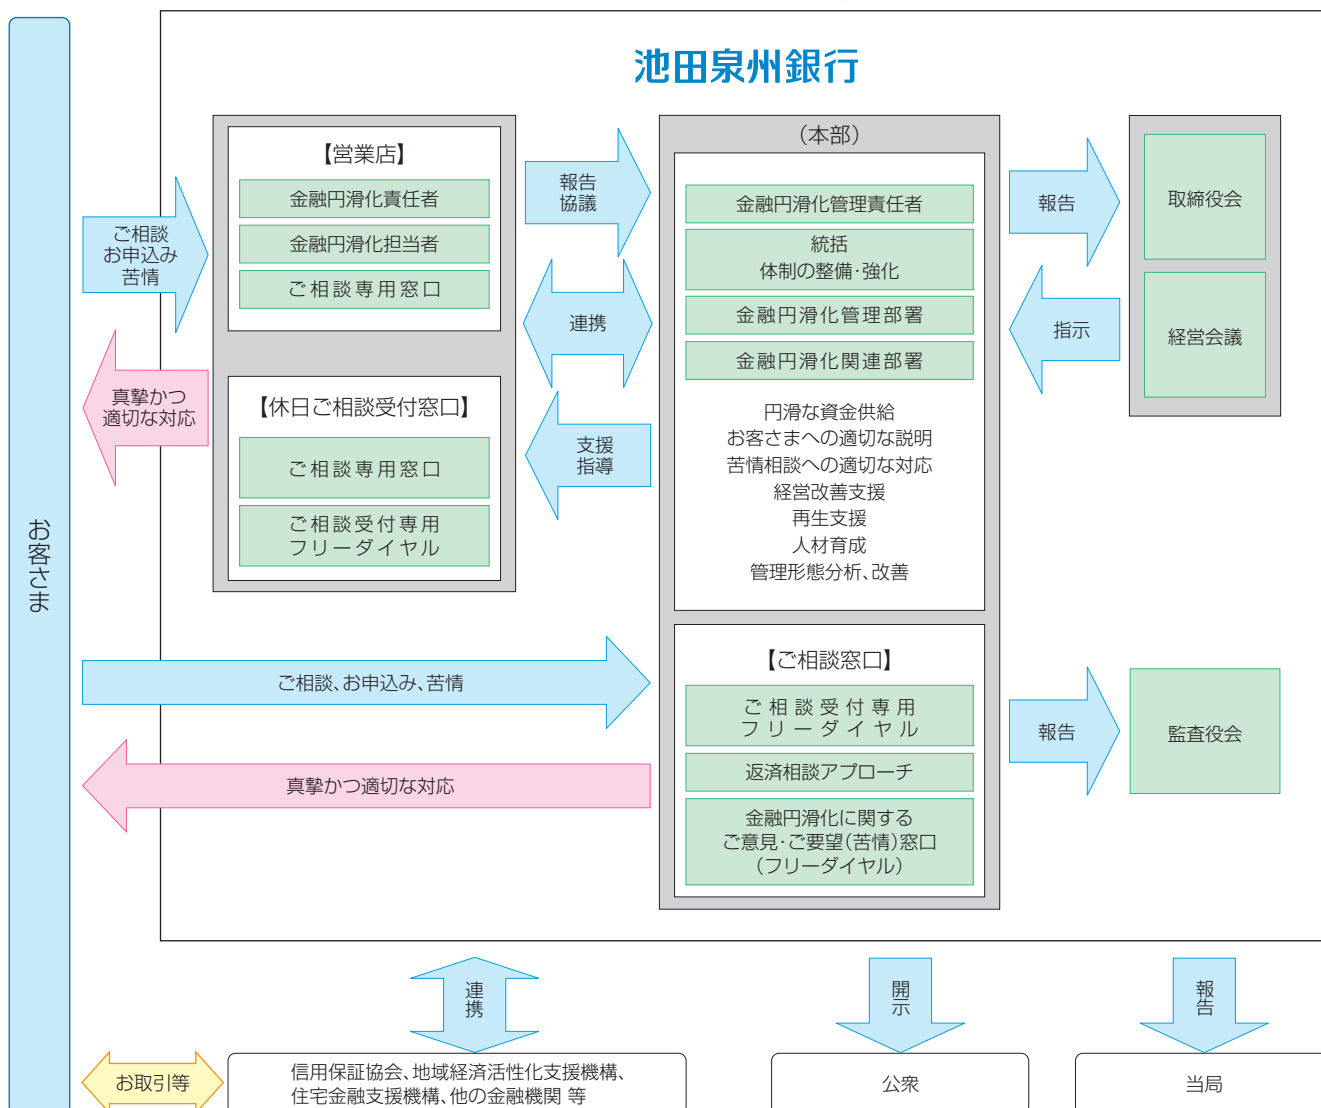 池田泉州銀行
お客さま
ご相談
お申込み
苦情
真摯かつ
適切な対応
【営業店】
金融円滑化責任者
金融円滑化担当者
ご相談専用窓口
【休日ご相談受付窓口】
ご相談専用窓口
ご相談受付専用
フリーダイヤル
報告
協議
連携
支援
指導
(本部)
金融円滑化管理責任者
統括
体制の整備・強化
金融円滑化管理部署
金融円滑化関連部署
円滑な資金供給
お客さまへの適切な説明
苦情相談への適切な対応
経営改善支援
再生支援
人材育成
管理形態分析、改善
報告
指示
取締役会
経営会議
ご相談、お申込み、苦情
真摯かつ適切な対応
【ご相談窓口】
ご相談受付専用
フリーダイヤル
返済相談アプローチ
金融円滑化に関する
ご意見・ご要望(苦情)窓口
(フリーダイヤル)
報告
監査役会
連携
開示
報告
お取引等
信用保証協会、地域経済活性化支援機構、
住宅金融支援機構、他の金融機関 等
公衆
当局